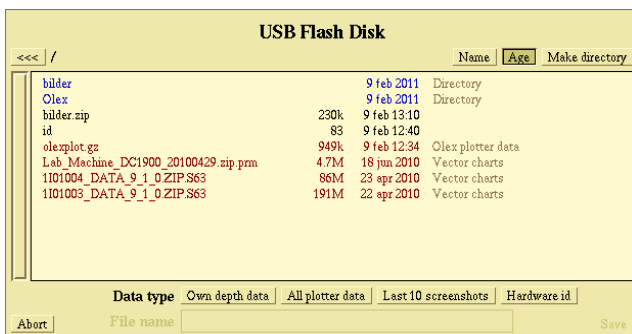 USB Flash Disk
<<< / Name Age Make directory
bilder 9 feb 2011 Directory
Olex 9 feb 2011 Directory
bilder.zip 230k 9 feb 13:10
id 83 9 feb 12:40
olexplot.gz 949k 9 feb 12:34 Olex plotter data
Lab_Machine_DC1900_20100429.zip.prm 4.7M 18 jun 2010 Vector charts
1I01004_DATA_9_1_0.ZIP.S63 86M 23 apr 2010 Vector charts
1I01003_DATA_9_1_0.ZIP.S63 191M 22 apr 2010 Vector charts
Data type Own depth data All plotter data Last 10 screenshots Hardware id
Abort File name Save